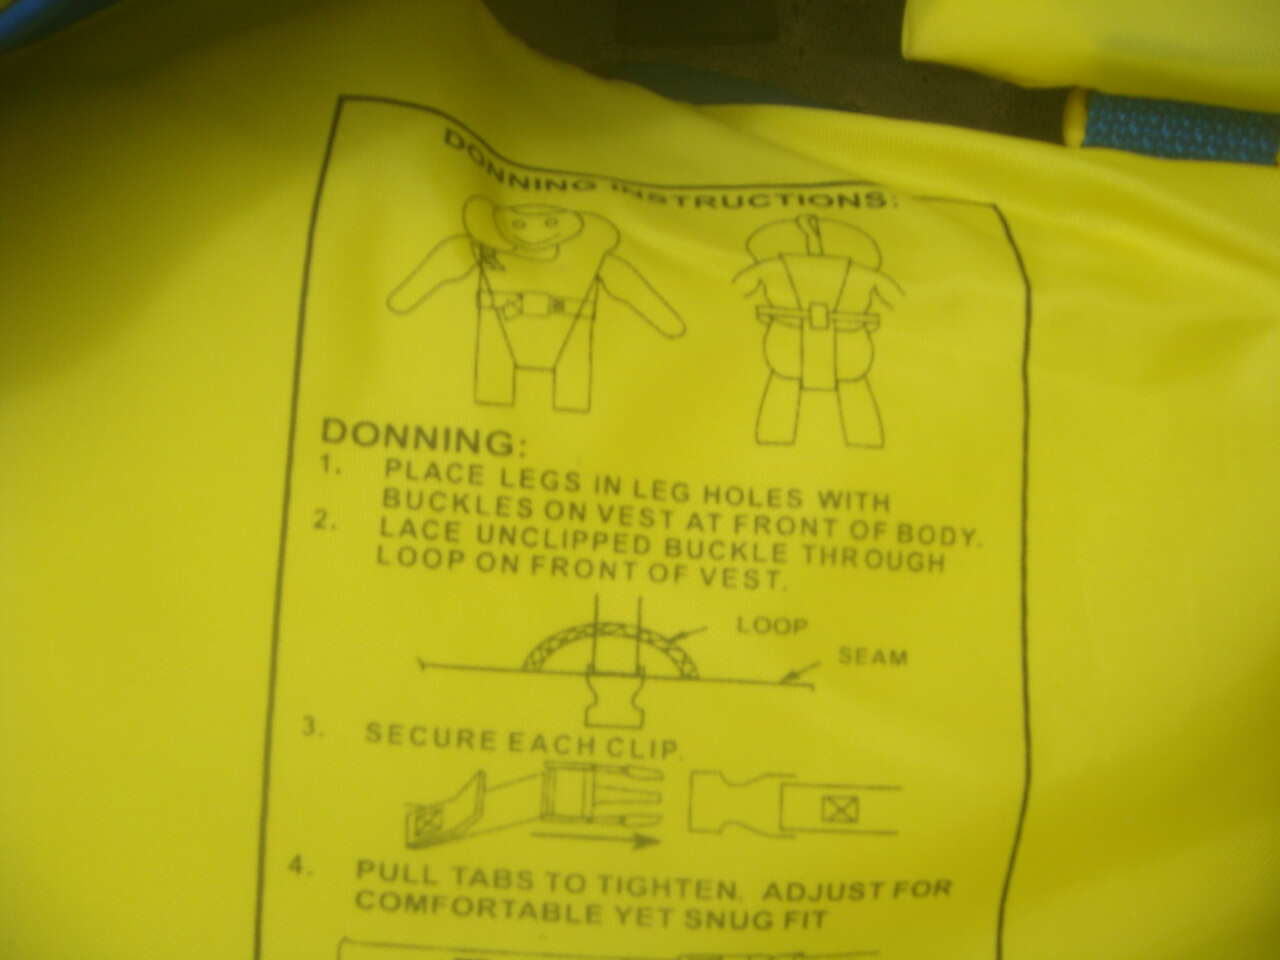 DONNING INSTRUCTIONS:
DONNING:
1. PLACE LEGS IN LEG HOLES WITH
BUCKLES ON VEST AT FRONT OF BODY.
2. LACE UNCLIPPED BUCKLE THROUGH
LOOP ON FRONT OF VEST.
LOOP
SEAM
3. SECURE EACH CLIP.
4. PULL TABS TO TIGHTEN. ADJUST FOR
COMFORTABLE YET SNUG FIT